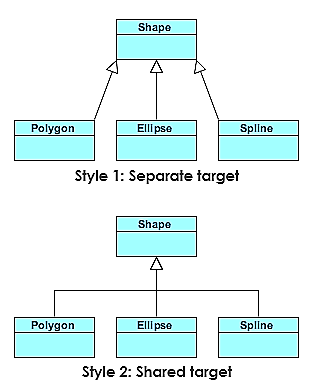 Shape
Polygon Ellipse Spline
Style 1: Separate target
Shape
Polygon Ellipse Spline
Style 2: Shared target